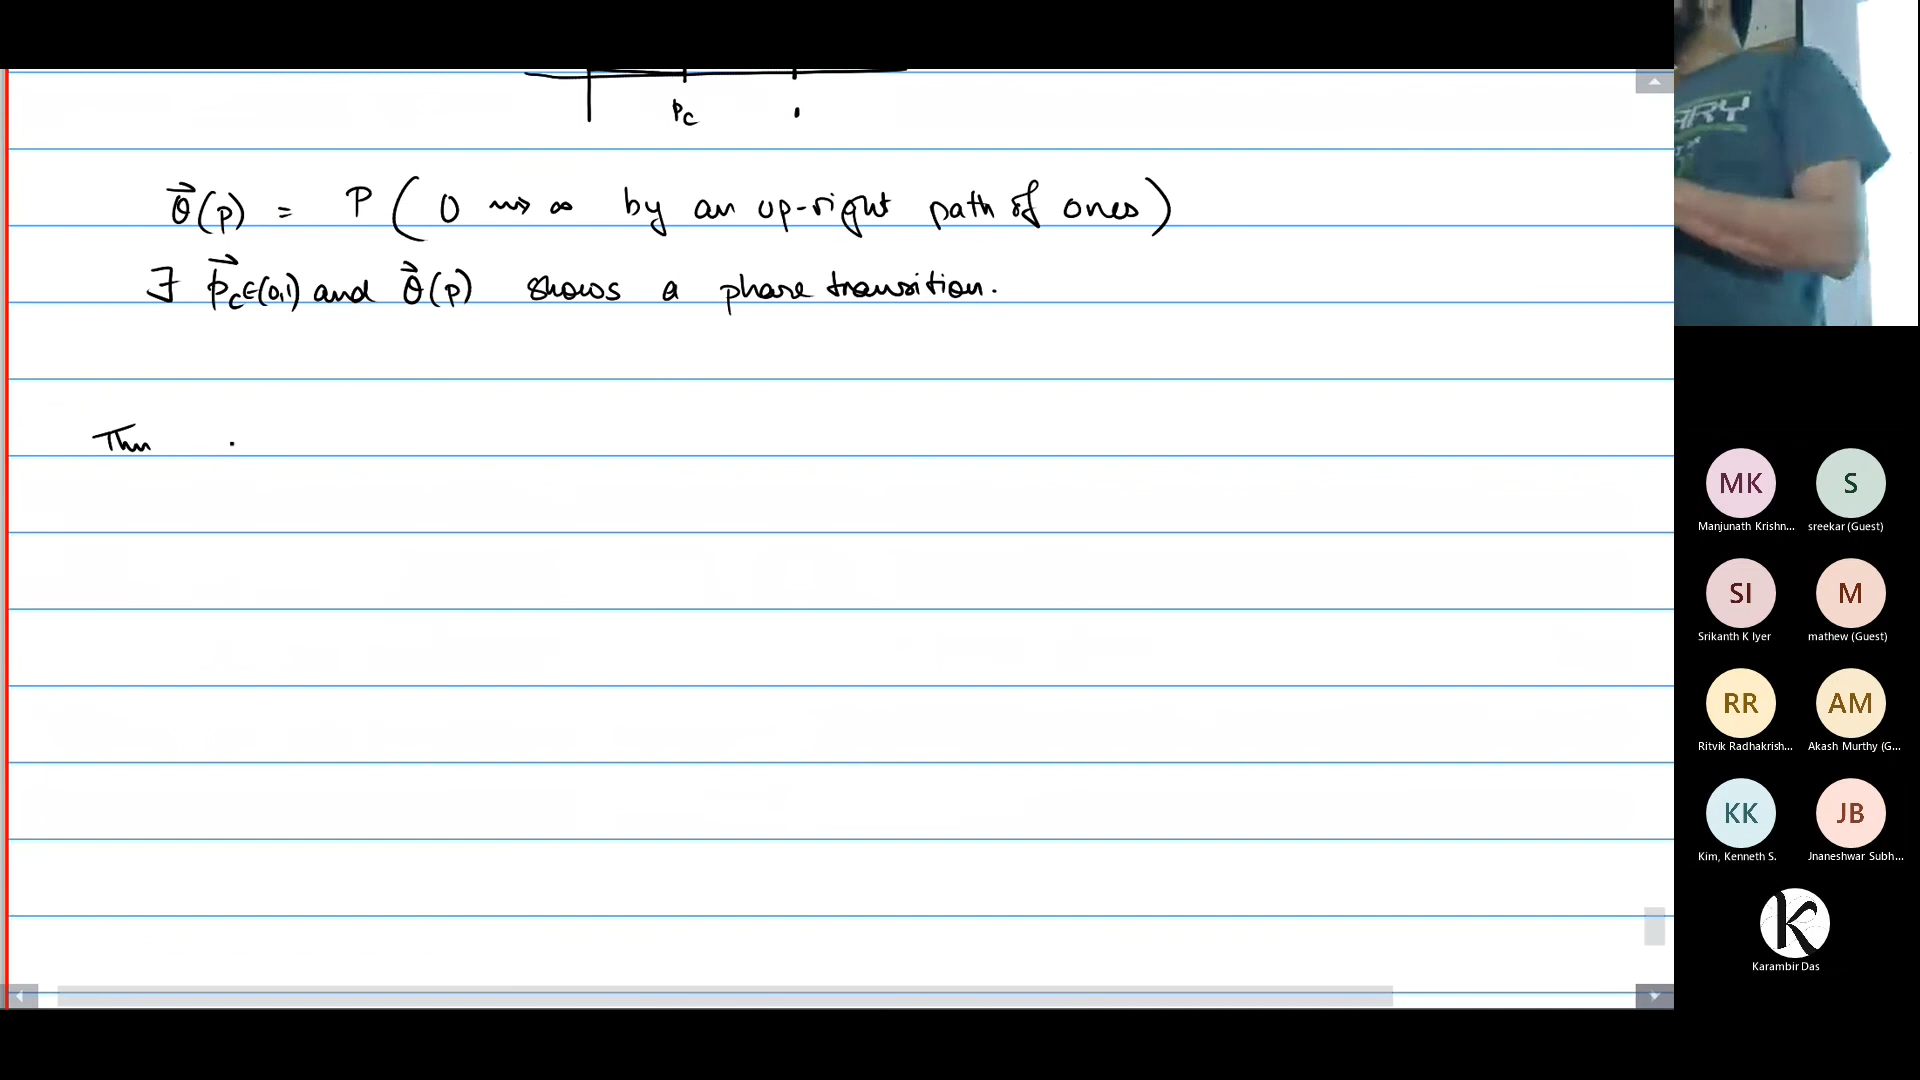 p_c
θ⃗(p) = P ( 0 ⇝ ∞ by an up-right path of ones )
∃ p⃗_c ∈ (0,1) and θ⃗(p) shows a phase transition.
Thm .
ARY
MK
Manjunath Krishn...
S
sreekar (Guest)
SI
Srikanth K Iyer
M
mathew (Guest)
RR
Ritvik Radhakrish...
AM
Akash Murthy (G...
KK
Kim, Kenneth S.
JB
Jnaneshwar Subh...
K
Karambir Das